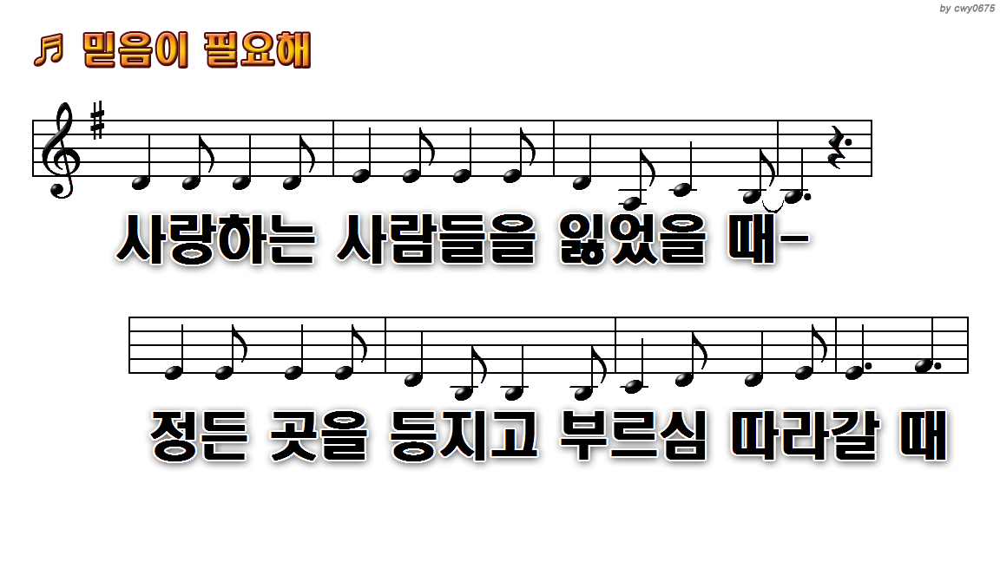 by cwy0675
♬ 믿음이 필요해
사랑하는 사람들을 잃었을 때-
정든 곳을 등지고 부르심 따라갈 때